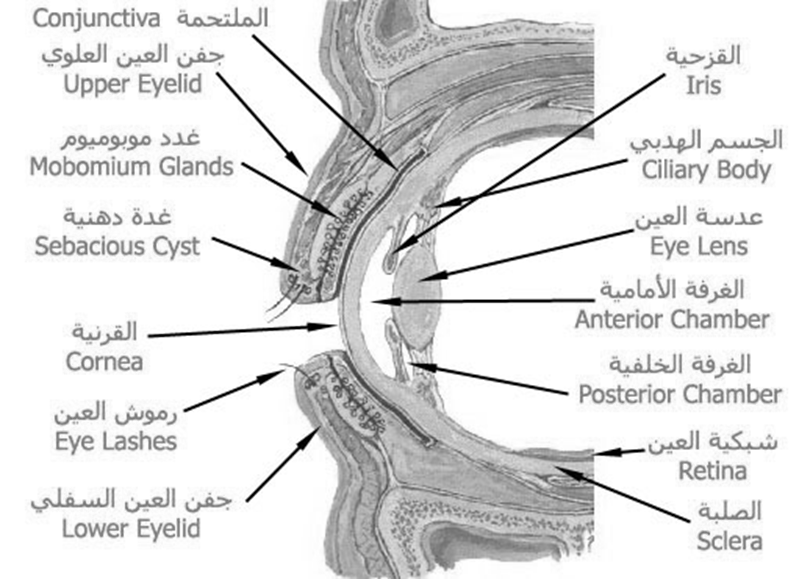 Conjunctiva الملتحمة
جفن العين العلوي
Upper Eyelid
غدد موبوميوم
Mobomium Glands
غدة دهنية
Sebacious Cyst
القرنية
Cornea
رموش العين
Eye Lashes
جفن العين السفلي
Lower Eyelid
القزحية
Iris
الجسم الهدبي
Ciliary Body
عدسة العين
Eye Lens
الغرفة الأمامية
Anterior Chamber
الغرفة الخلفية
Posterior Chamber
شبكية العين
Retina
الصلبة
Sclera